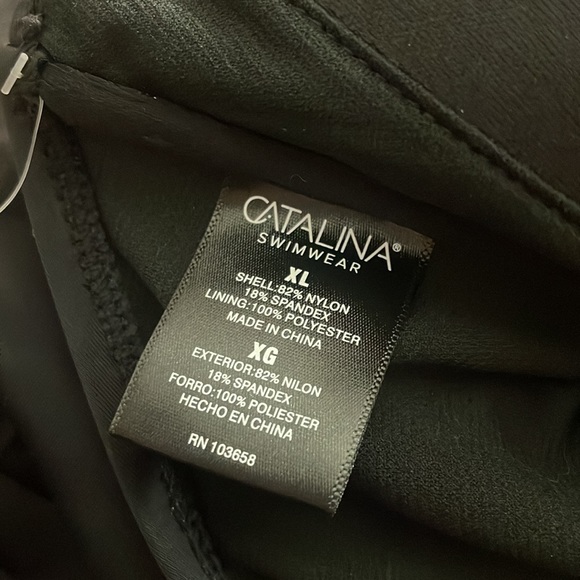 CATALINA®
SWIMWEAR
XL
SHELL:82% NYLON
18% SPANDEX
LINING:100% POLYESTER
MADE IN CHINA
XG
EXTERIOR:82% NILON
18% SPANDEX
FORRO:100% POLIESTER
HECHO EN CHINA
RN 103658